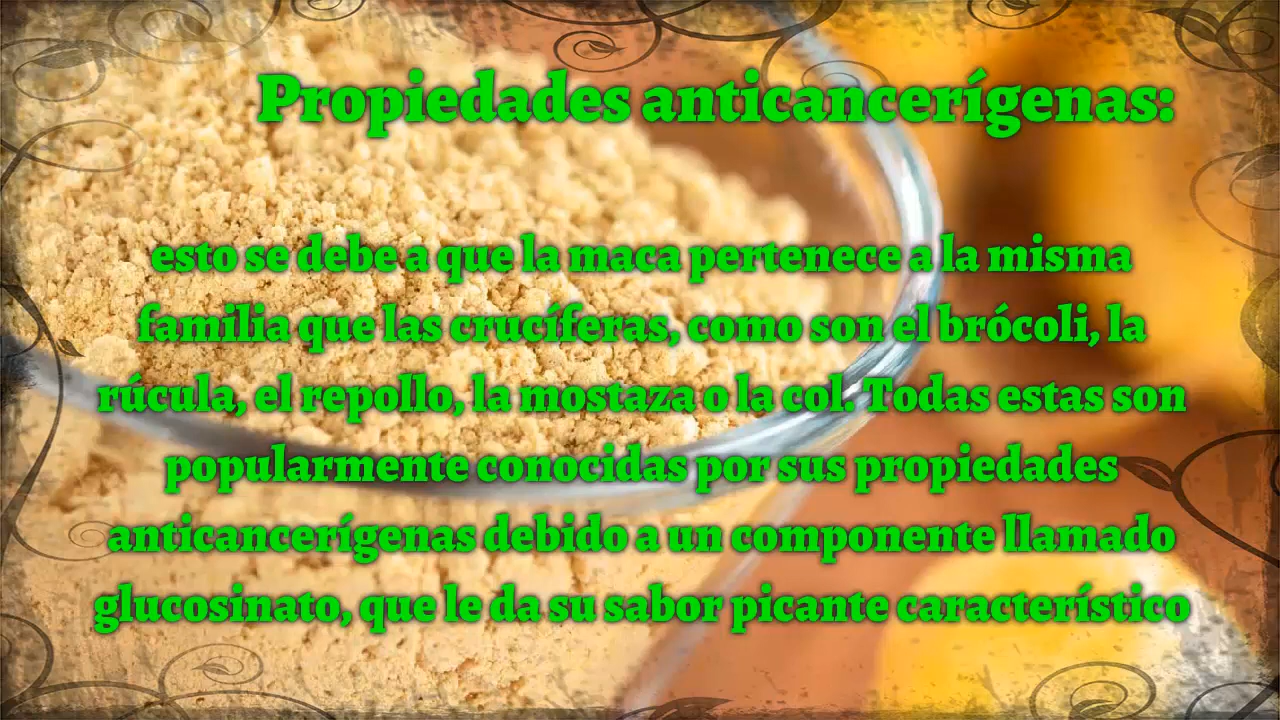 Propiedades anticancerígenas:
esto se debe a que la maca pertenece a la misma
familia que las crucíferas, como son el brócoli, la
rúcula, el repollo, la mostaza o la col. Todas estas son
popularmente conocidas por sus propiedades
anticancerígenas debido a un componente llamado
glucosinato, que le da su sabor picante característico